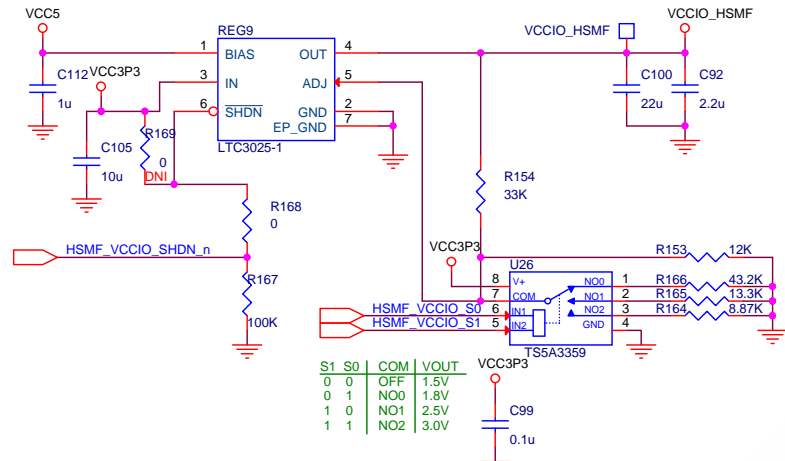 VCC5
REG9
VCCIO_HSMF
VCCIO_HSMF
1 BIAS OUT 4
C112
1u
VCC3P3
3 IN ADJ 5
C100
22u
C92
2.2u
6 SHDN GND 2
EP_GND 7
LTC3025-1
R169
0
DNI
C105
10u
R154
33K
R168
0
HSMF_VCCIO_SHDN_n
VCC3P3
U26
R153 12K
R167
100K
8 V+ NO0 1 R166 43.2K
7 COM NO1 2 R165 13.3K
HSMF_VCCIO_S0 6 IN1 NO2 3 R164 8.87K
HSMF_VCCIO_S1 5 IN2 GND 4
TS5A3359
S1 S0 COM VOUT
0 0 OFF 1.5V
0 1 NO0 1.8V
1 0 NO1 2.5V
1 1 NO2 3.0V
VCC3P3
C99
0.1u